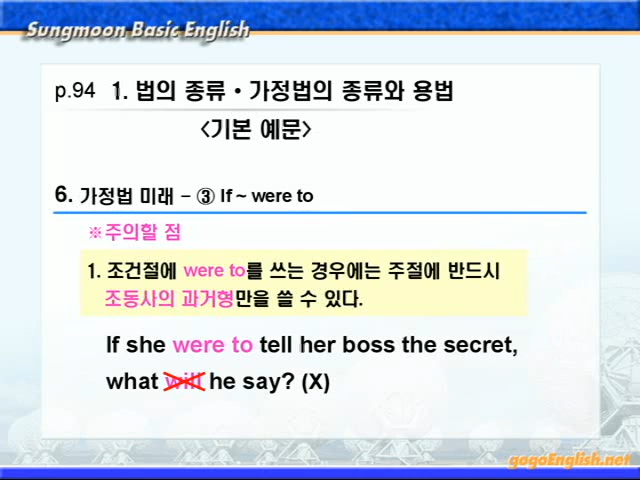 Sungmoon Basic English
p.94 1. 법의 종류 • 가정법의 종류와 용법
<기본 예문>
6. 가정법 미래 – ③ If ~ were to
※주의할 점
1. 조건절에 were to를 쓰는 경우에는 주절에 반드시
조동사의 과거형만을 쓸 수 있다.
If she were to tell her boss the secret,
what will he say? (X)
gogoEnglish.net